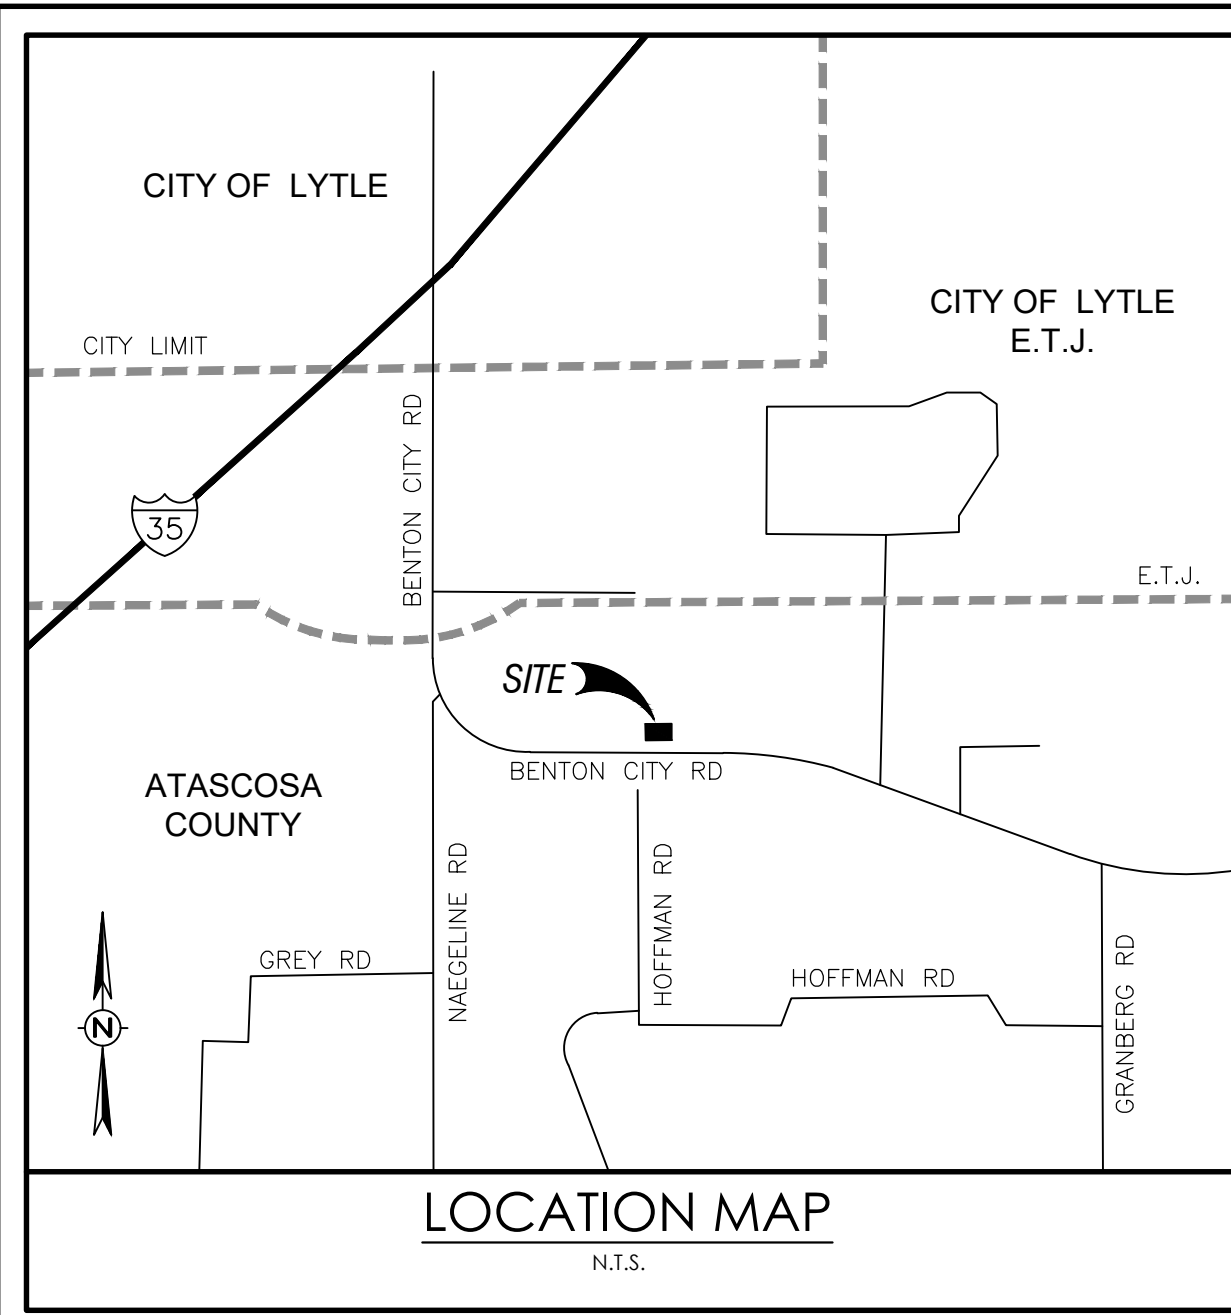 CITY OF LYTLE
CITY OF LYTLE
E.T.J.
CITY LIMIT
BENTON CITY RD
35
E.T.J.
SITE
BENTON CITY RD
ATASCOSA
COUNTY
NAEGELINE RD
HOFFMAN RD
GREY RD
HOFFMAN RD
GRANBERG RD
N
LOCATION MAP
N.T.S.